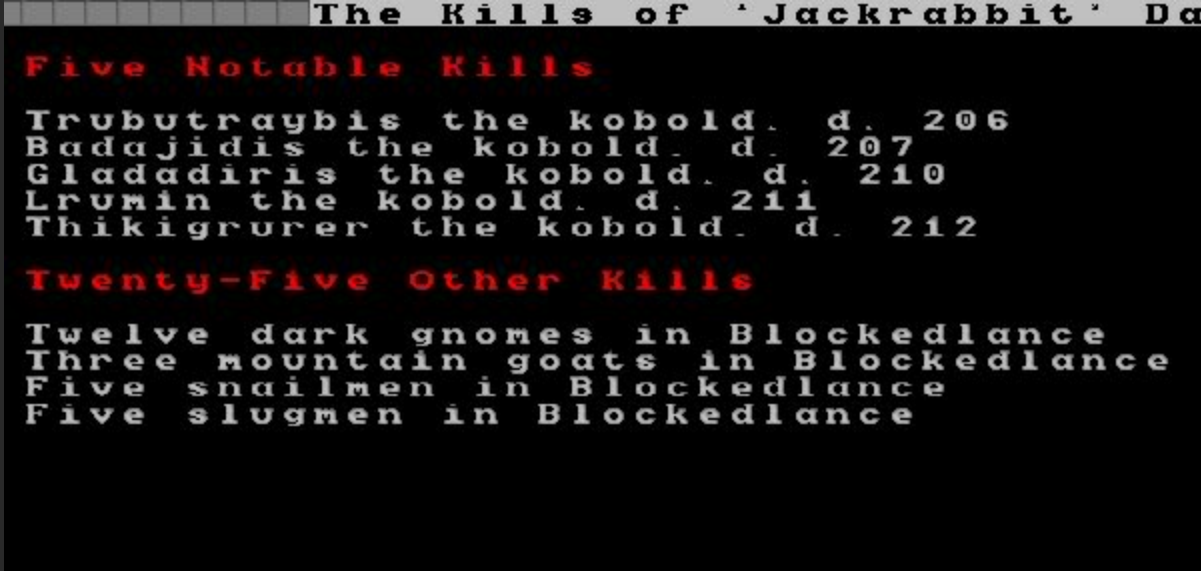 The Kills of 'Jackrabbit' Da
Five Notable Kills
Trubutraybis the kobold. d. 206
Badajidis the kobold. d. 207
Gladadiris the kobold. d. 210
Lrumin the kobold. d. 211
Thikigrurer the kobold. d. 212
Twenty-Five Other Kills
Twelve dark gnomes in Blockedlance
Three mountain goats in Blockedlance
Five snailmen in Blockedlance
Five slugmen in Blockedlance